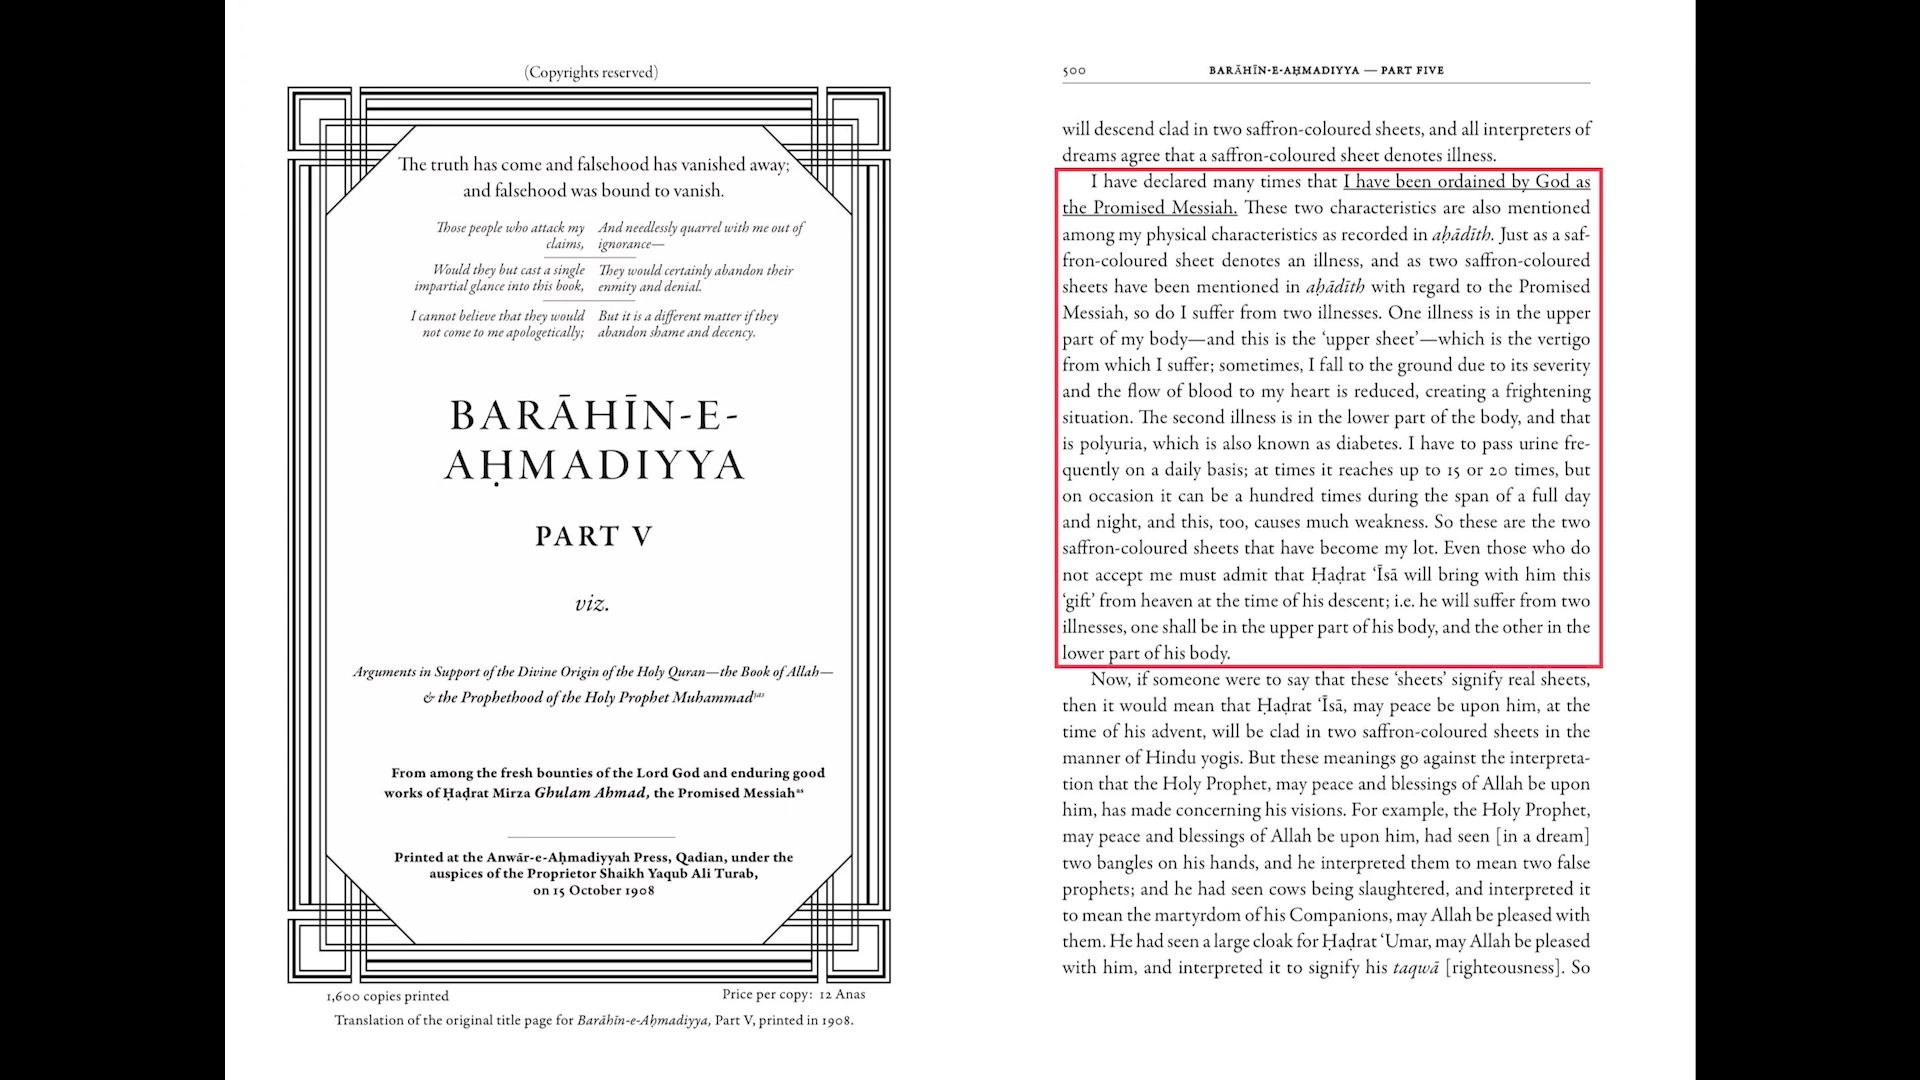 (Copyrights reserved)
The truth has come and falsehood has vanished away;
and falsehood was bound to vanish.
Those people who attack my claims,
And needlessly quarrel with me out of ignorance—
Would they but cast a single impartial glance into this book,
They would certainly abandon their enmity and denial.
I cannot believe that they would not come to me apologetically;
But it is a different matter if they abandon shame and decency.
BARĀHĪN-E-
AḤMADIYYA
PART V
viz.
Arguments in Support of the Divine Origin of the Holy Quran—the Book of Allah—
& the Prophethood of the Holy Prophet Muhammadsas
From among the fresh bounties of the Lord God and enduring good
works of Ḥaḍrat Mirza Ghulam Ahmad, the Promised Messiahas
Printed at the Anwār-e-Aḥmadiyyah Press, Qadian, under the
auspices of the Proprietor Shaikh Yaqub Ali Turab,
on 15 October 1908
1,600 copies printed
Price per copy: 12 Anas
Translation of the original title page for Barāhīn-e-Aḥmadiyya, Part V, printed in 1908.
500
BARĀHĪN-E-AḤMADIYYA — PART FIVE
will descend clad in two saffron-coloured sheets, and all interpreters of
dreams agree that a saffron-coloured sheet denotes illness.
I have declared many times that I have been ordained by God as
the Promised Messiah. These two characteristics are also mentioned
among my physical characteristics as recorded in aḥādīth. Just as a saf-
fron-coloured sheet denotes an illness, and as two saffron-coloured
sheets have been mentioned in aḥādīth with regard to the Promised
Messiah, so do I suffer from two illnesses. One illness is in the upper
part of my body—and this is the ‘upper sheet’—which is the vertigo
from which I suffer; sometimes, I fall to the ground due to its severity
and the flow of blood to my heart is reduced, creating a frightening
situation. The second illness is in the lower part of the body, and that
is polyuria, which is also known as diabetes. I have to pass urine fre-
quently on a daily basis; at times it reaches up to 15 or 20 times, but
on occasion it can be a hundred times during the span of a full day
and night, and this, too, causes much weakness. So these are the two
saffron-coloured sheets that have become my lot. Even those who do
not accept me must admit that Ḥaḍrat ‘Īsā will bring with him this
‘gift’ from heaven at the time of his descent; i.e. he will suffer from two
illnesses, one shall be in the upper part of his body, and the other in the
lower part of his body.
Now, if someone were to say that these ‘sheets’ signify real sheets,
then it would mean that Ḥaḍrat ‘Īsā, may peace be upon him, at the
time of his advent, will be clad in two saffron-coloured sheets in the
manner of Hindu yogis. But these meanings go against the interpreta-
tion that the Holy Prophet, may peace and blessings of Allah be upon
him, has made concerning his visions. For example, the Holy Prophet,
may peace and blessings of Allah be upon him, had seen [in a dream]
two bangles on his hands, and he interpreted them to mean two false
prophets; and he had seen cows being slaughtered, and interpreted it
to mean the martyrdom of his Companions, may Allah be pleased with
them. He had seen a large cloak for Ḥaḍrat ‘Umar, may Allah be pleased
with him, and interpreted it to signify his taqwā [righteousness]. So